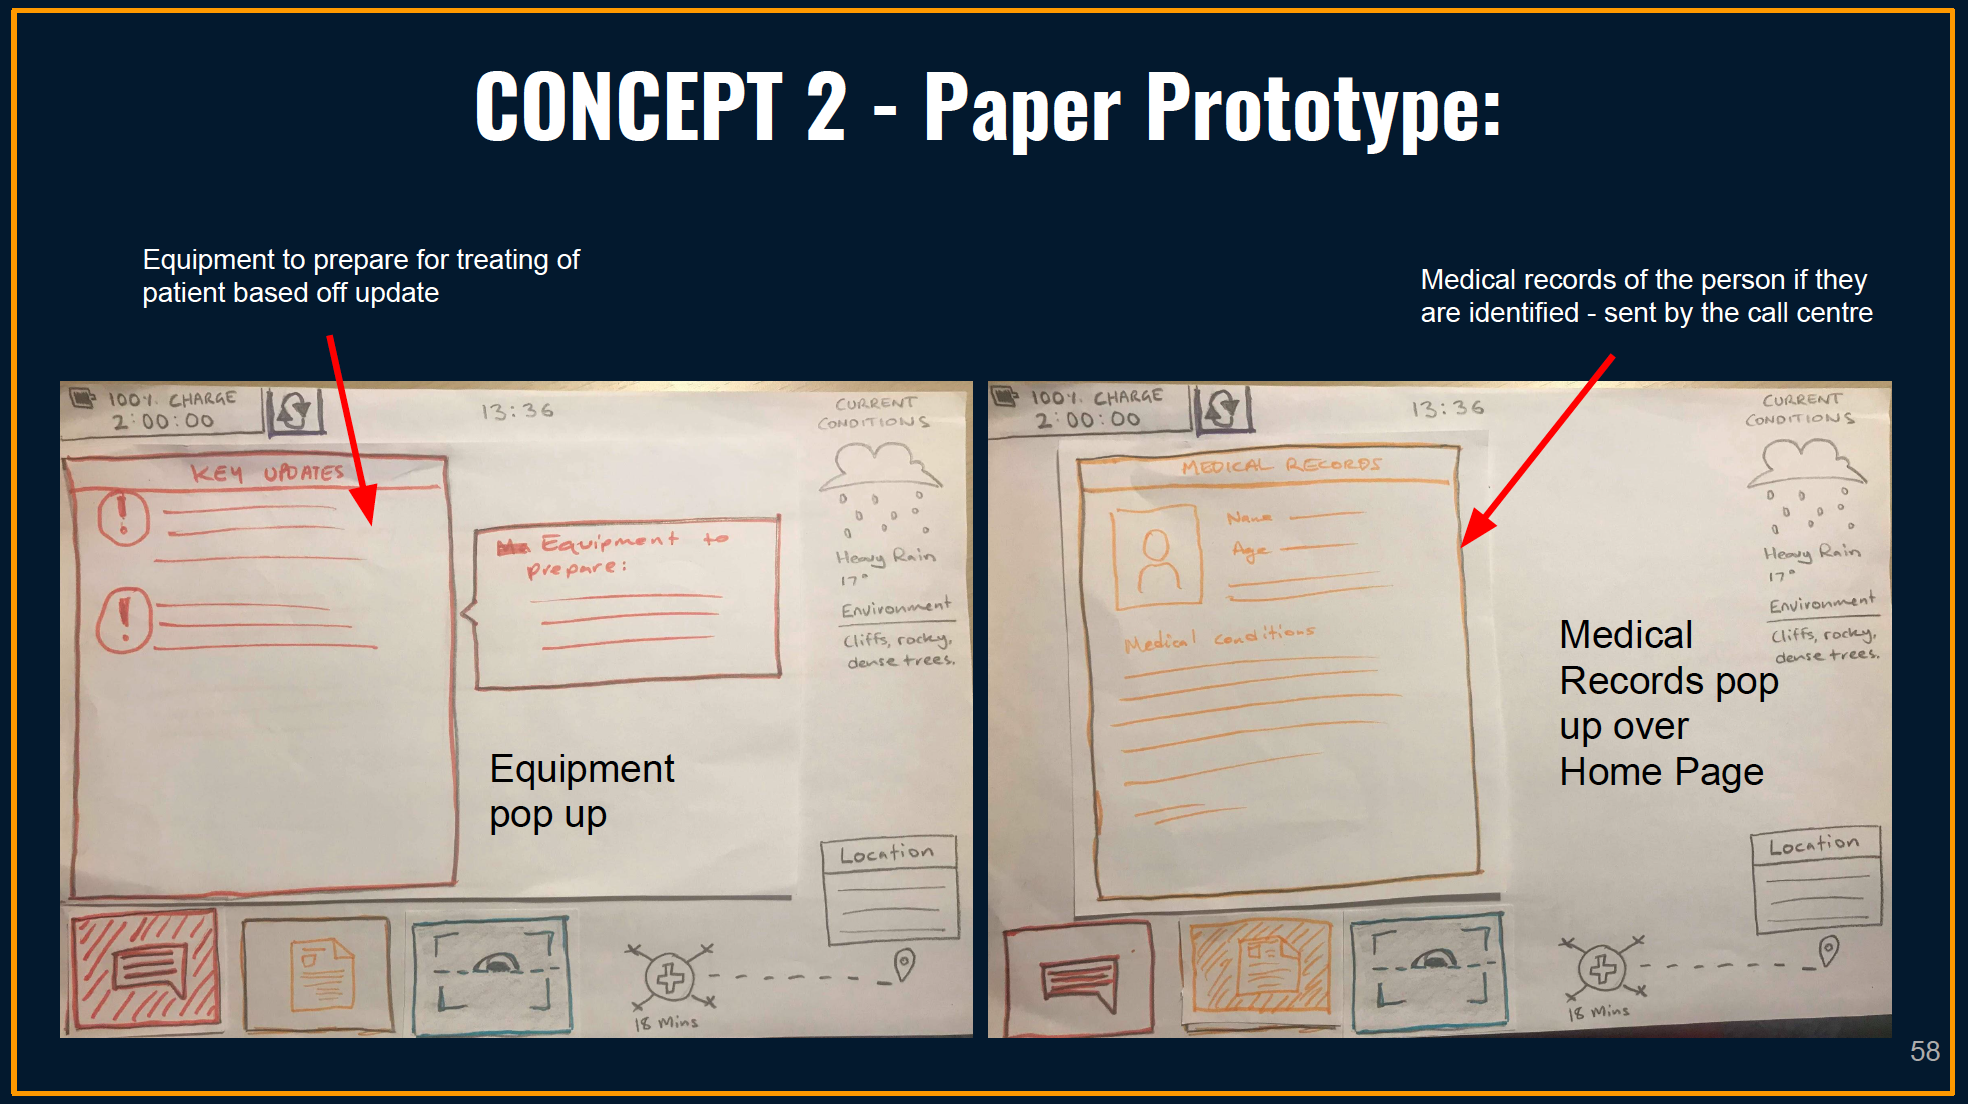 CONCEPT 2 - Paper Prototype:
Equipment to prepare for treating of
patient based off update
Medical records of the person if they
are identified - sent by the call centre
100% CHARGE
2:00:00
13:36
CURRENT
CONDITIONS
KEY UPDATES
!
!
Equipment to
prepare:
Heavy Rain
17°
Environment
Cliffs, rocky,
dense trees.
Equipment
pop up
Location
18 Mins
100% CHARGE
2:00:00
13:36
CURRENT
CONDITIONS
MEDICAL RECORDS
Name
Age
Medical conditions
Heavy Rain
17°
Environment
Cliffs, rocky,
dense trees.
Medical
Records pop
up over
Home Page
Location
18 Mins
58